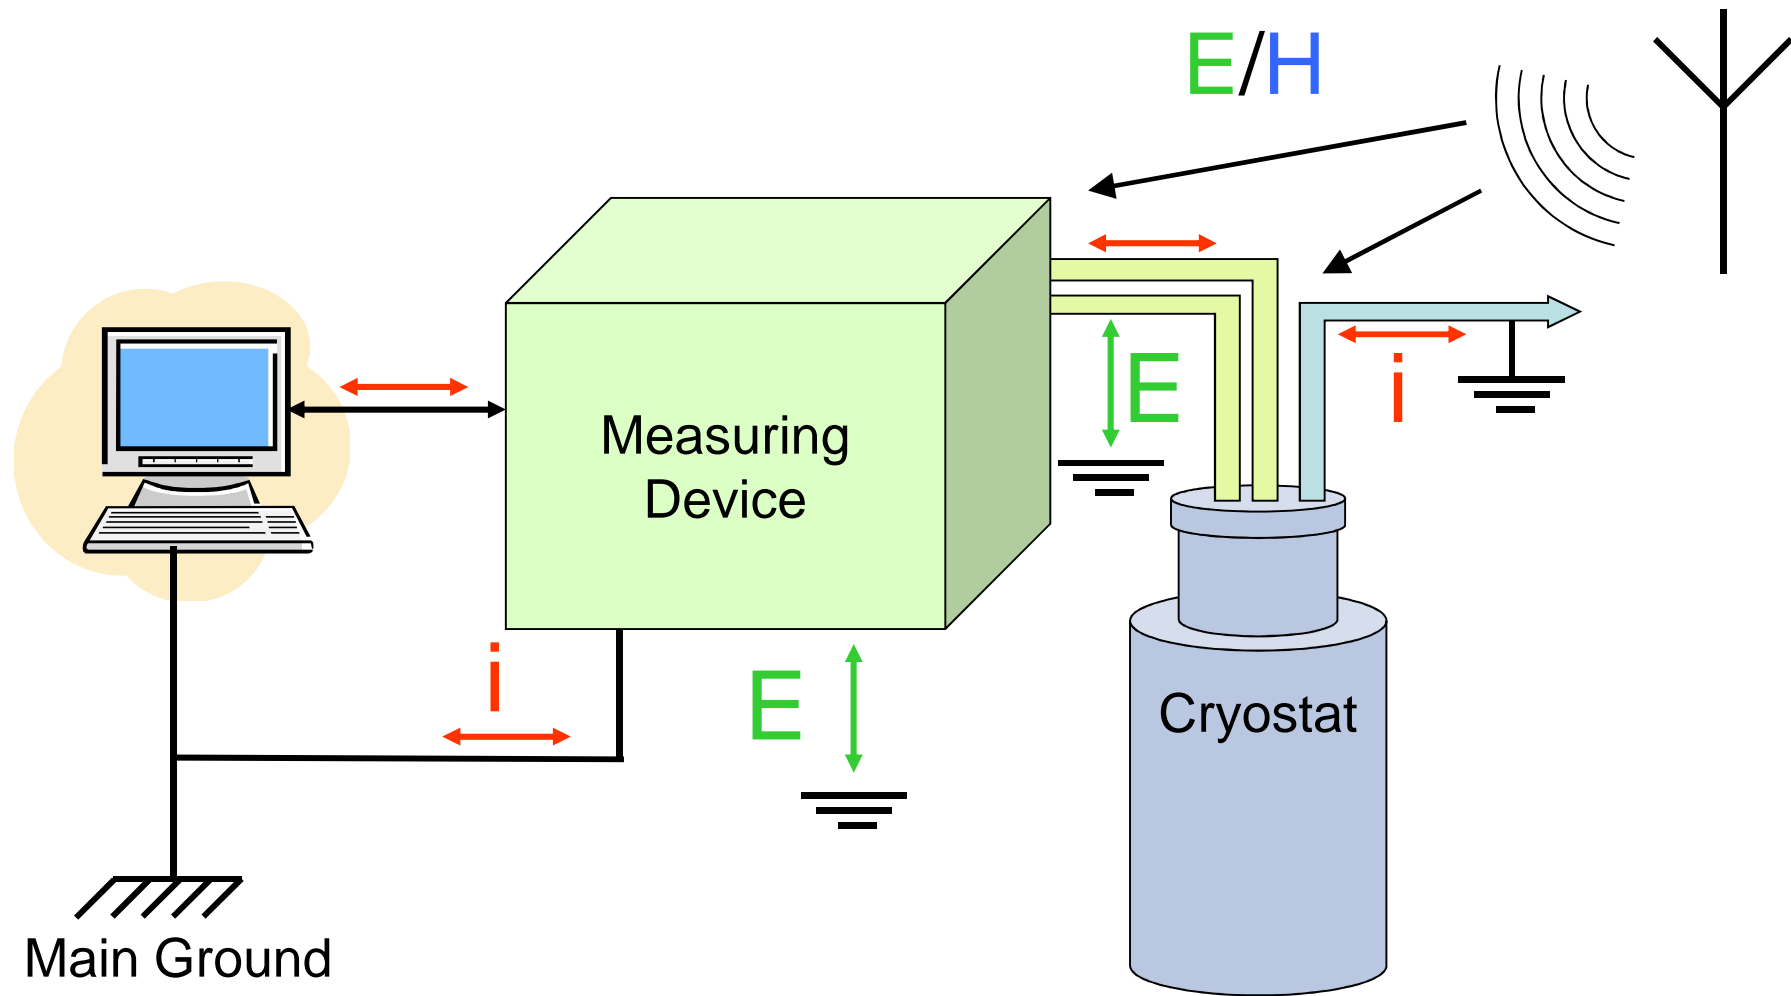 E/H
E
i
Measuring
Device
i
E
Cryostat
Main Ground